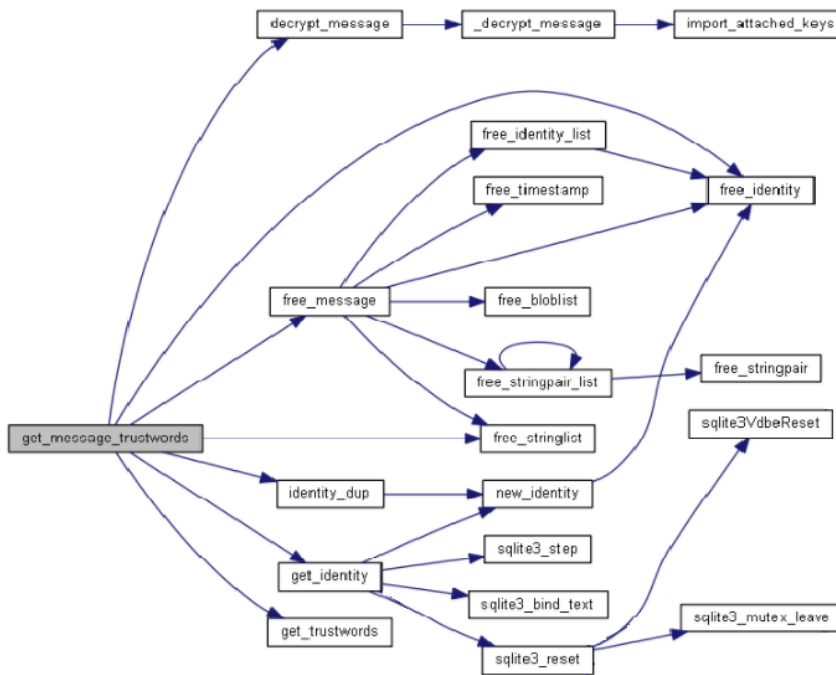 decrypt_message
_decrypt_message
import_attached_keys
free_identity_list
free_timestamp
free_identity
free_message
free_bloblist
free_stringpair_list
free_stringpair
get_message_trustwords
free_stringlist
sqlite3VdbeReset
identity_dup
new_identity
sqlite3_step
get_identity
sqlite3_bind_text
sqlite3_mutex_leave
get_trustwords
sqlite3_reset